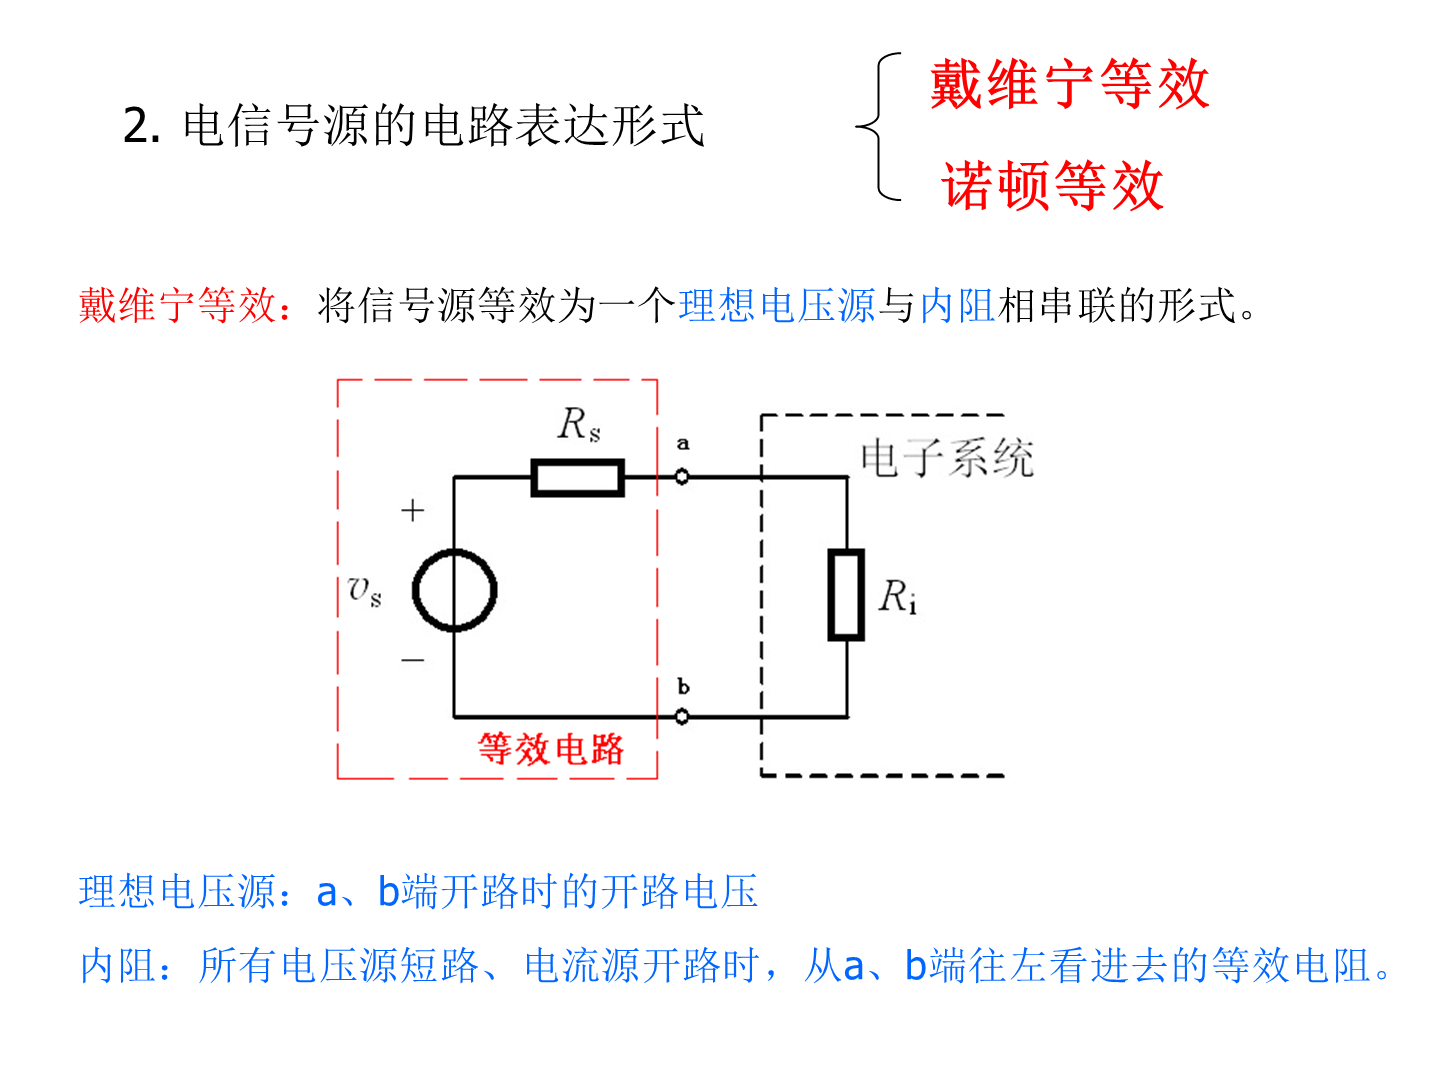 2. 电信号源的电路表达形式
戴维宁等效
诺顿等效
戴维宁等效：将信号源等效为一个理想电压源与内阻相串联的形式。
Rs
a
电子系统
+
vs
Ri
−
b
等效电路
理想电压源：a、b端开路时的开路电压
内阻：所有电压源短路、电流源开路时，从a、b端往左看进去的等效电阻。